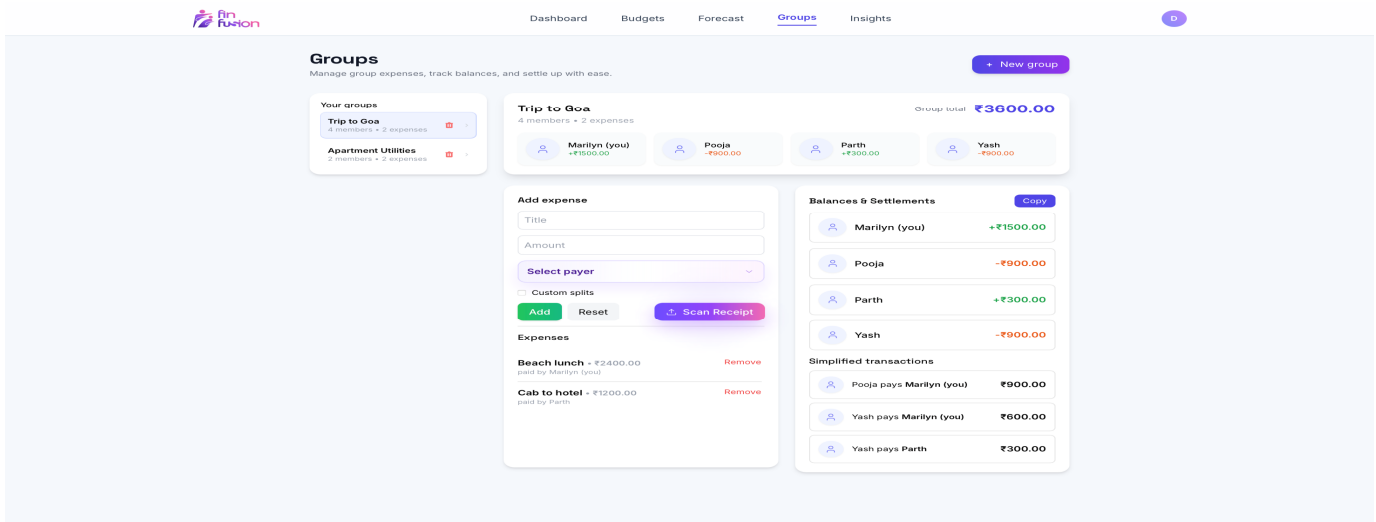 fin
fusion
Dashboard
Budgets
Forecast
Groups
Insights
D
Groups
Manage group expenses, track balances, and settle up with ease.
+ New group
Your groups
Trip to Goa
4 members • 2 expenses
Apartment Utilities
2 members • 2 expenses
Trip to Goa
4 members • 2 expenses
Group total ₹3600.00
Marilyn (you)
+₹1500.00
Pooja
-₹900.00
Parth
+₹300.00
Yash
-₹900.00
Add expense
Title
Amount
Select payer
Custom splits
Add
Reset
Scan Receipt
Expenses
Beach lunch • ₹2400.00
paid by Marilyn (you)
Remove
Cab to hotel • ₹1200.00
paid by Parth
Remove
Balances & Settlements
Copy
Marilyn (you) +₹1500.00
Pooja -₹900.00
Parth +₹300.00
Yash -₹900.00
Simplified transactions
Pooja pays Marilyn (you) ₹900.00
Yash pays Marilyn (you) ₹600.00
Yash pays Parth ₹300.00